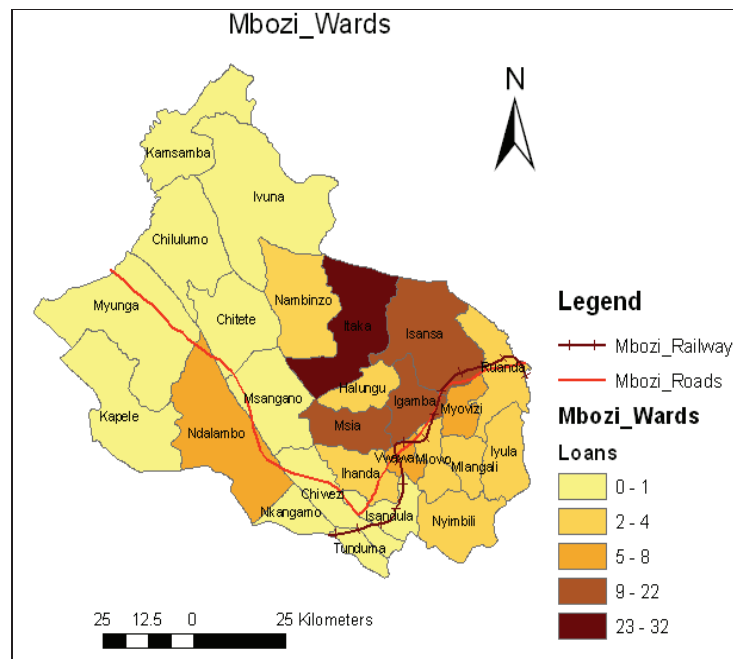 Mbozi_Wards
N
Kamsamba
Ivuna
Chilulumo
Myunga
Nambinzo
Chitete
Itaka
Isansa
Ruanda
Kapele
Msangano
Halungu
Igamba
Myovizi
Ndalambo
Msia
Iyula
Vwawa
Mlowo
Mlangali
Ihanda
Chiwezi
Nkangamo
Isandula
Nyimbili
Tunduma
Legend
Mbozi_Railway
Mbozi_Roads
Mbozi_Wards
Loans
0 - 1
2 - 4
5 - 8
9 - 22
23 - 32
25 12.5 0 25 Kilometers